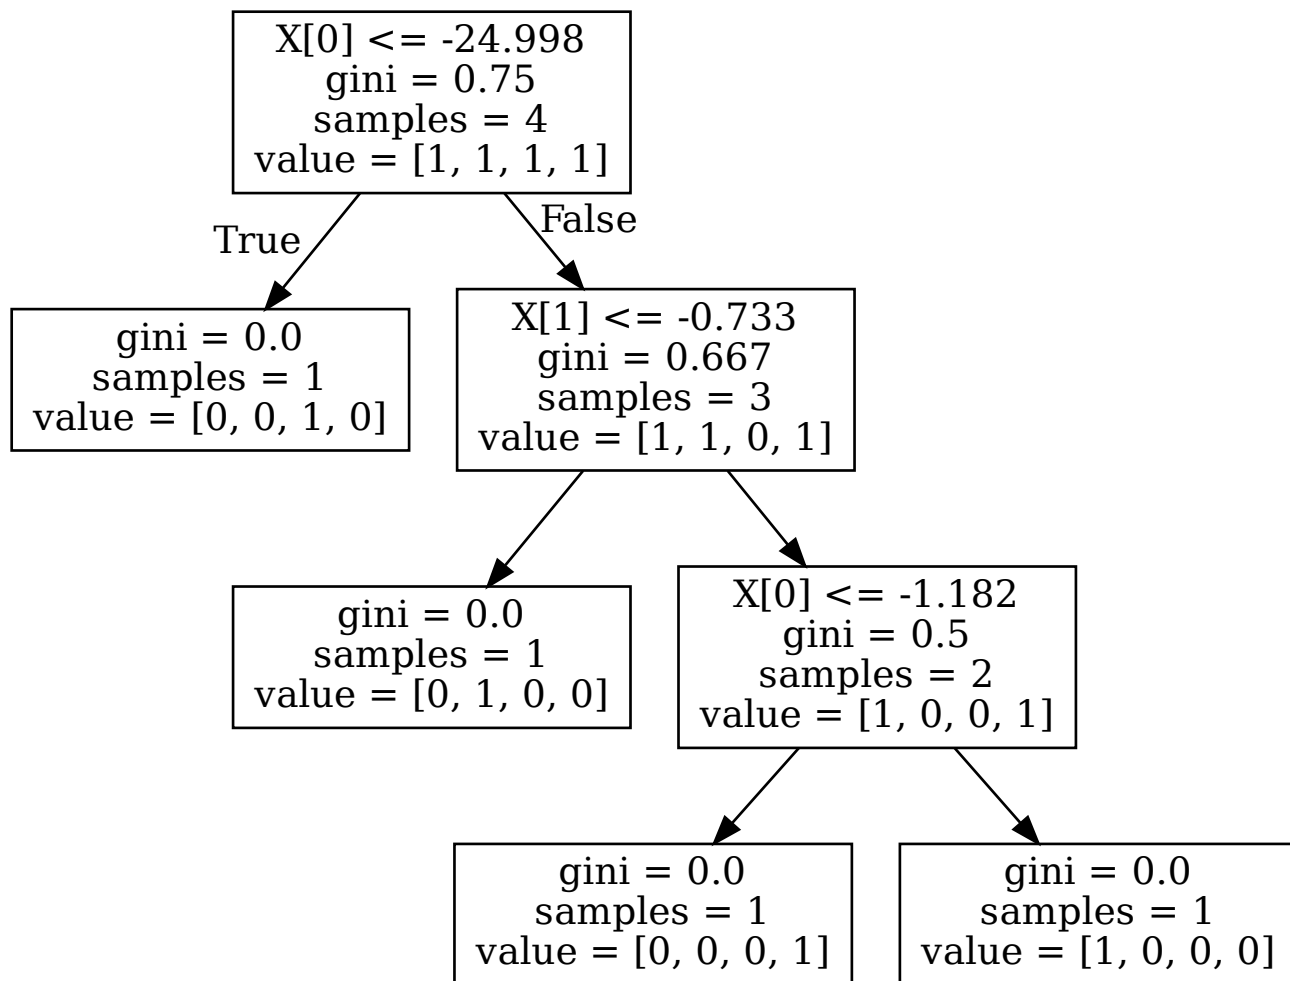 X[0] <= -24.998
gini = 0.75
samples = 4
value = [1, 1, 1, 1]
True
False
gini = 0.0
samples = 1
value = [0, 0, 1, 0]
X[1] <= -0.733
gini = 0.667
samples = 3
value = [1, 1, 0, 1]
gini = 0.0
samples = 1
value = [0, 1, 0, 0]
X[0] <= -1.182
gini = 0.5
samples = 2
value = [1, 0, 0, 1]
gini = 0.0
samples = 1
value = [0, 0, 0, 1]
gini = 0.0
samples = 1
value = [1, 0, 0, 0]